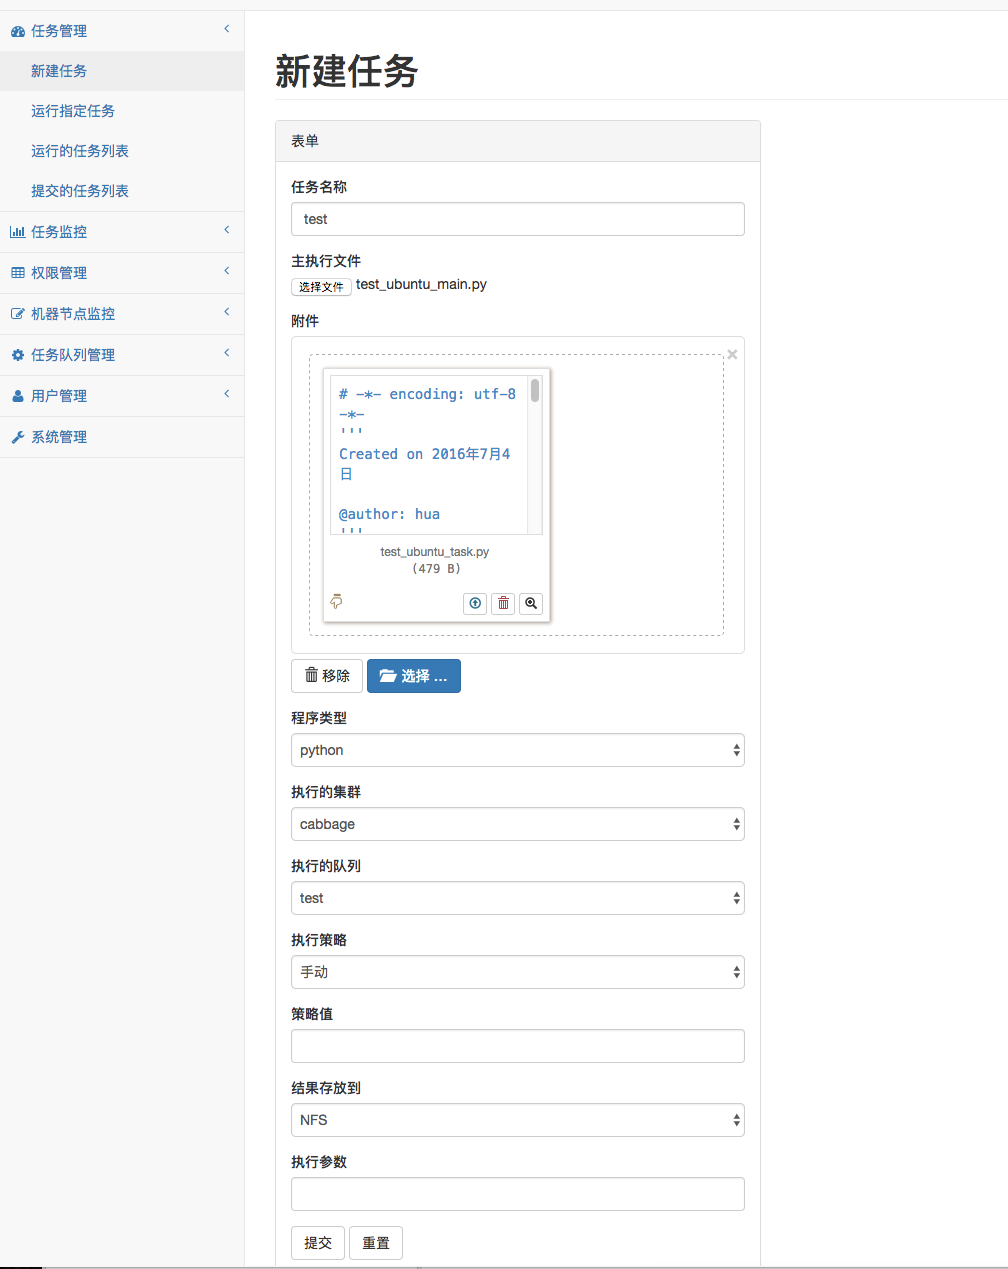 任务管理
新建任务
运行指定任务
运行的任务列表
提交的任务列表
任务监控
权限管理
机器节点监控
任务队列管理
用户管理
系统管理
新建任务
表单
任务名称
test
主执行文件
选择文件 test_ubuntu_main.py
附件
# -*- encoding: utf-8
-*-
'''
Created on 2016年7月4
日
@author: hua
'''
test_ubuntu_task.py
(479 B)
移除 选择 ...
程序类型
python
执行的集群
cabbage
执行的队列
test
执行策略
手动
策略值
结果存放到
NFS
执行参数
提交 重置